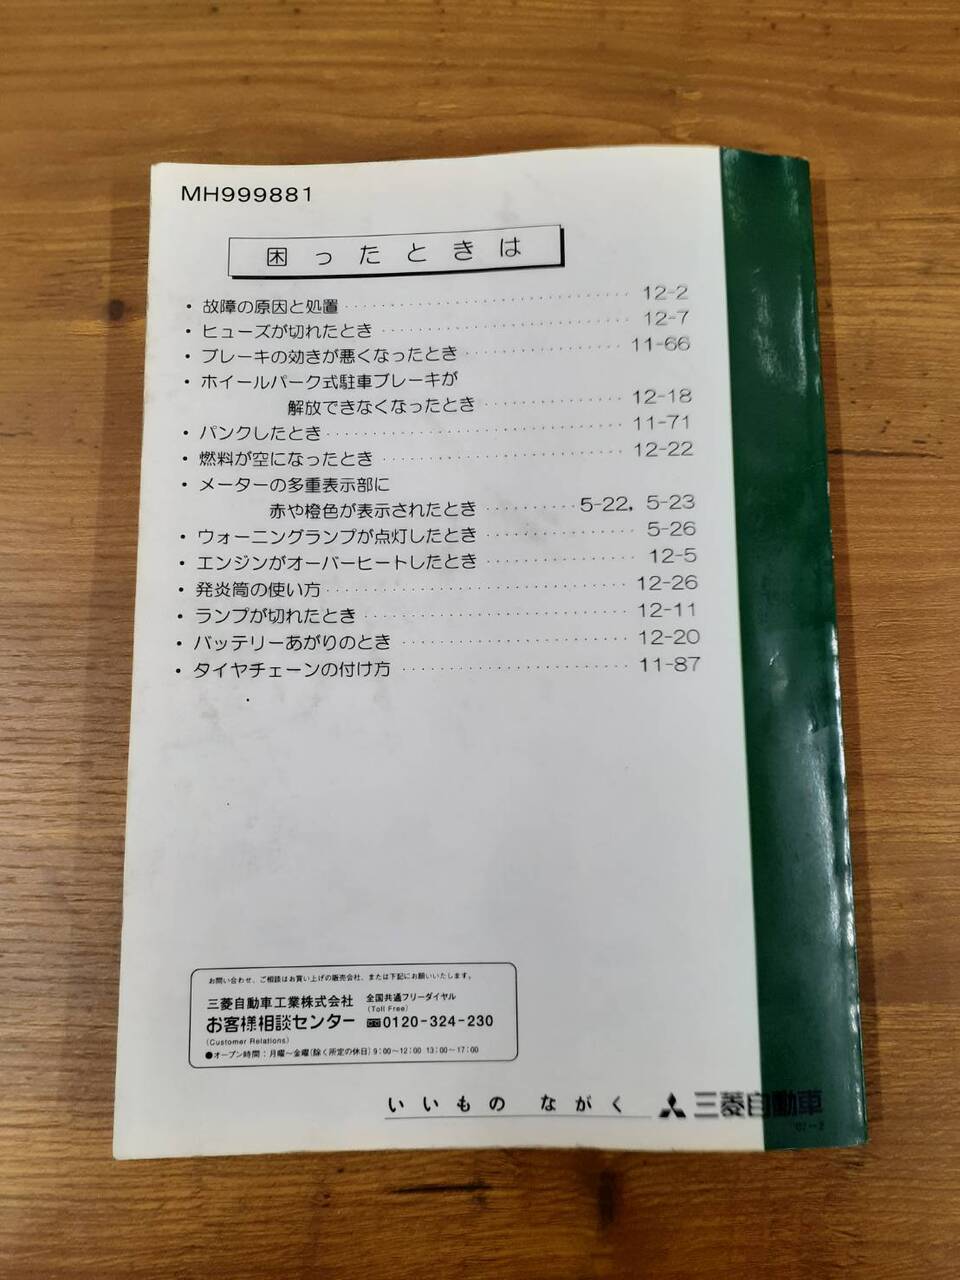 MH999881
困ったときは
・故障の原因と処置 12-2
・ヒューズが切れたとき 12-7
・ブレーキの効きが悪くなったとき 11-66
・ホイールパーク式駐車ブレーキが
解放できなくなったとき 12-18
・パンクしたとき 11-71
・燃料が空になったとき 12-22
・メーターの多重表示部に
赤や橙色が表示されたとき 5-22, 5-23
・ウォーニングランプが点灯したとき 5-26
・エンジンがオーバーヒートしたとき 12-5
・発炎筒の使い方 12-26
・ランプが切れたとき 12-11
・バッテリーあがりのとき 12-20
・タイヤチェーンの付け方 11-87
お問い合わせ、ご相談はお買い上げの販売会社、または下記にお願いいたします。
三菱自動車工業株式会社 全国共通フリーダイヤル
(Toll Free)
お客様相談センター 0120-324-230
(Customer Relations)
●オープン時間：月曜〜金曜(除く所定の休日) 9:00〜12:00 13:00〜17:00
いいもの ながく 三菱自動車